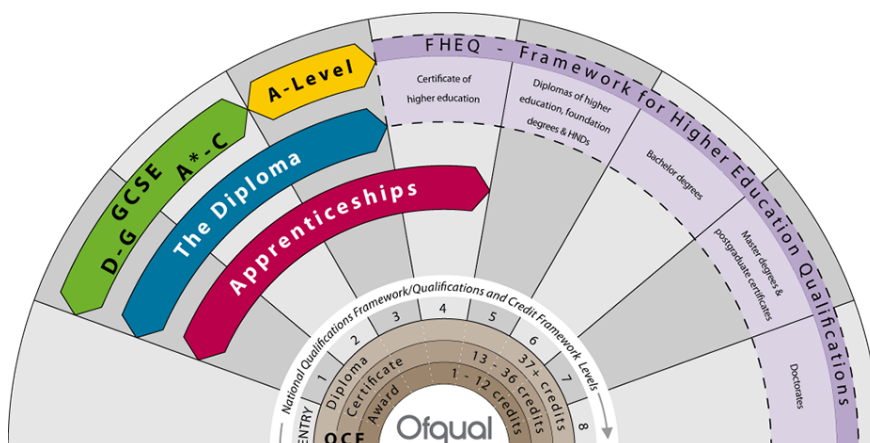 FHEQ - Framework for Higher Education Qualifications
Certificate of
higher education
Diplomas of higher
education, foundation
degrees & HNDs
Bachelor degrees
Master degrees &
postgraduate certificates
Doctorates
A-Level
GCSE
D-G A*-C
The Diploma
Apprenticeships
National Qualifications Framework/Qualifications and Credit Framework Levels
ENTRY 1 2 3 4 5 6 7 8
Diploma 37+ credits
Certificate 13 - 36 credits
Award 1 - 12 credits
QCF
Ofqual